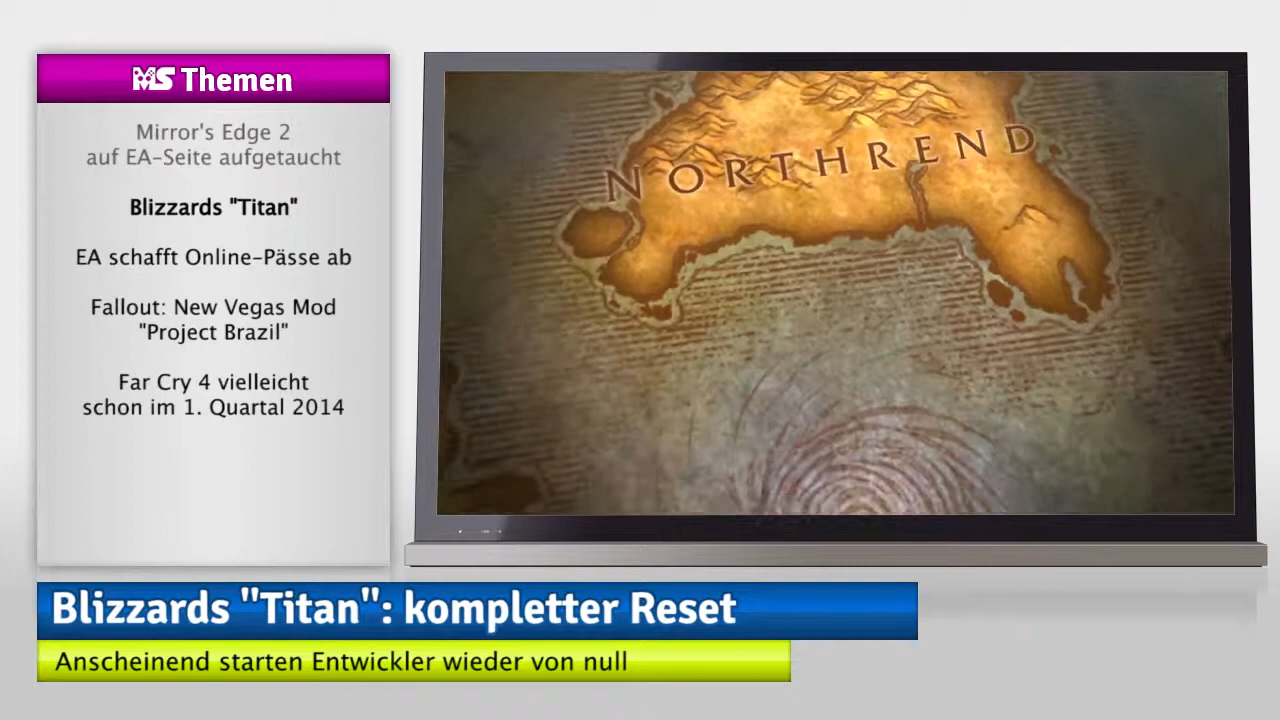 MS Themen
Mirror's Edge 2
auf EA-Seite aufgetaucht
Blizzards "Titan"
EA schafft Online-Pässe ab
Fallout: New Vegas Mod
"Project Brazil"
Far Cry 4 vielleicht
schon im 1. Quartal 2014
NORTHREND
Blizzards "Titan": kompletter Reset
Anscheinend starten Entwickler wieder von null